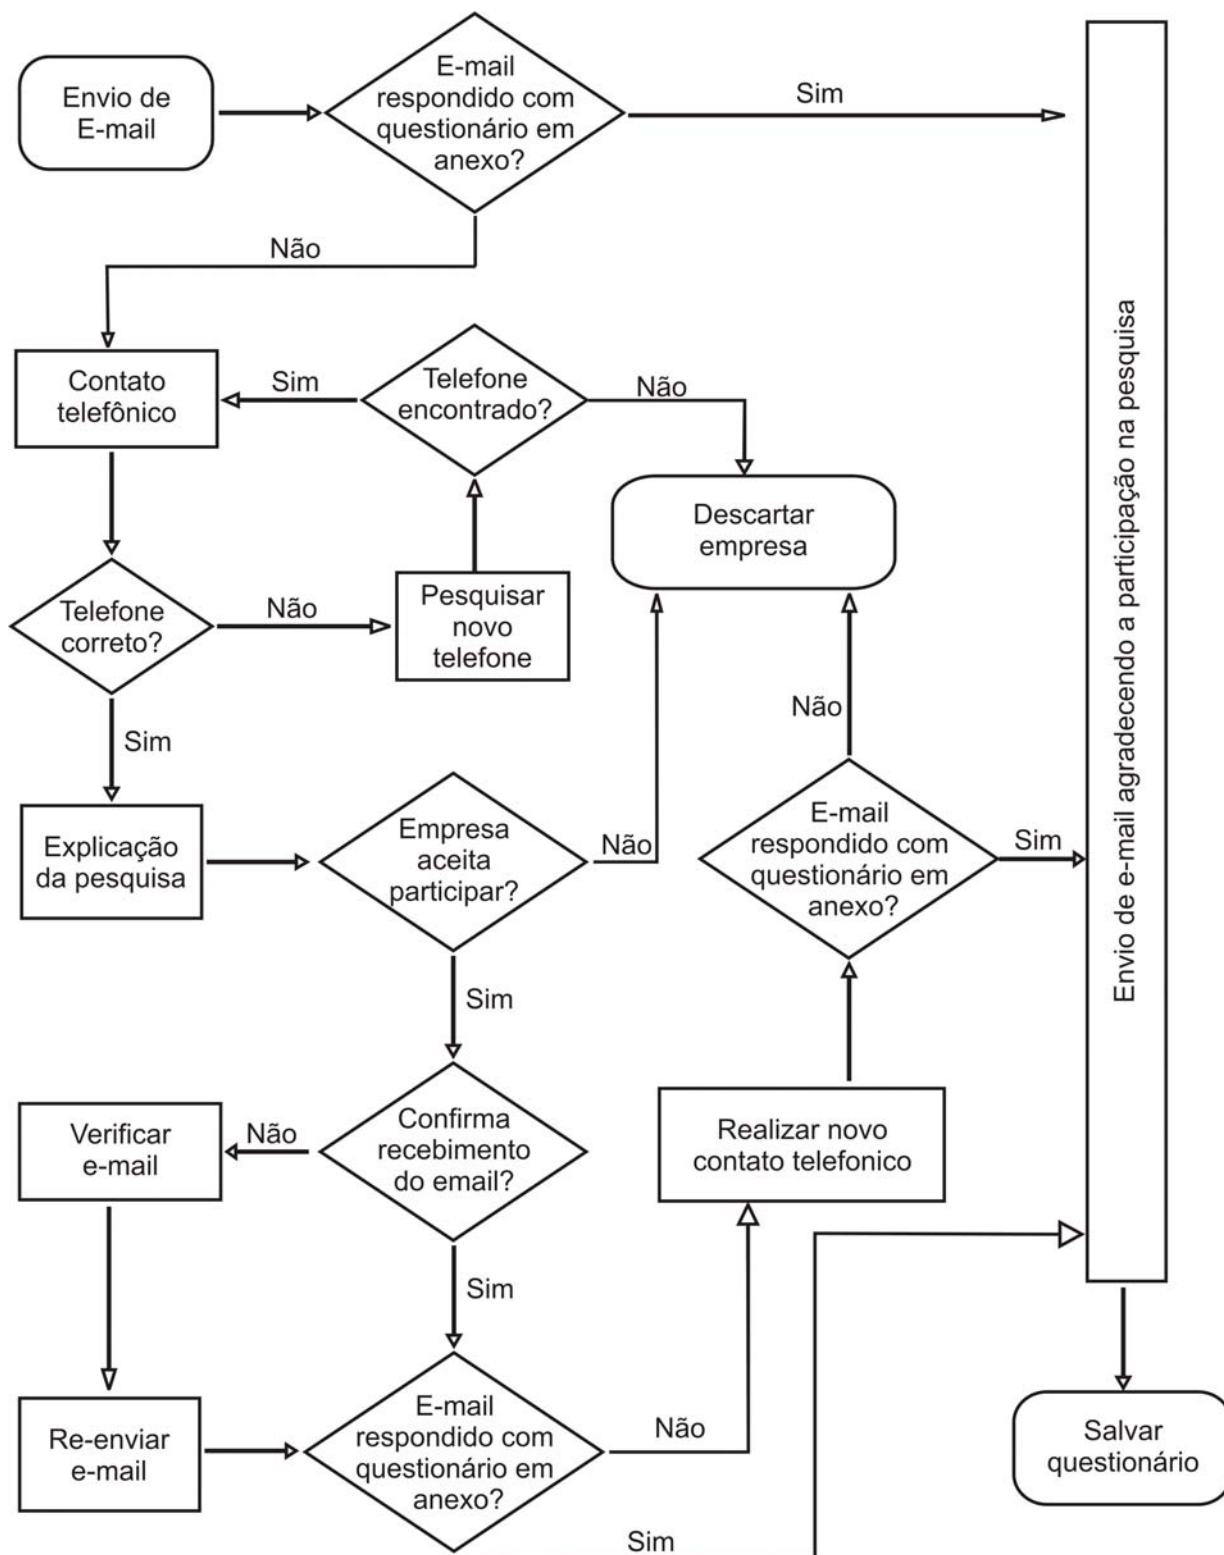 Envio de
E-mail
E-mail
respondido com
questionário em
anexo?
Sim
Não
Contato
telefônico
Sim
Telefone
encontrado?
Não
Descartar
empresa
Telefone
correto?
Não
Pesquisar
novo
telefone
Sim
Explicação
da pesquisa
Empresa
aceita
participar?
Não
Não
E-mail
respondido com
questionário em
anexo?
Sim
Envio de e-mail agradecendo a participação na pesquisa
Sim
Verificar
e-mail
Não
Confirma
recebimento
do email?
Realizar novo
contato telefonico
Sim
Re-enviar
e-mail
E-mail
respondido com
questionário em
anexo?
Não
Sim
Salvar
questionário